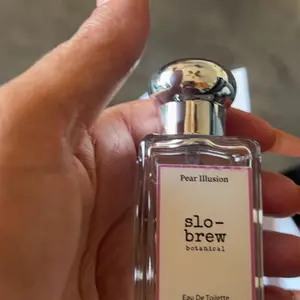 Pear Illusion
slo-
brew
botanical
Eau De Toilette